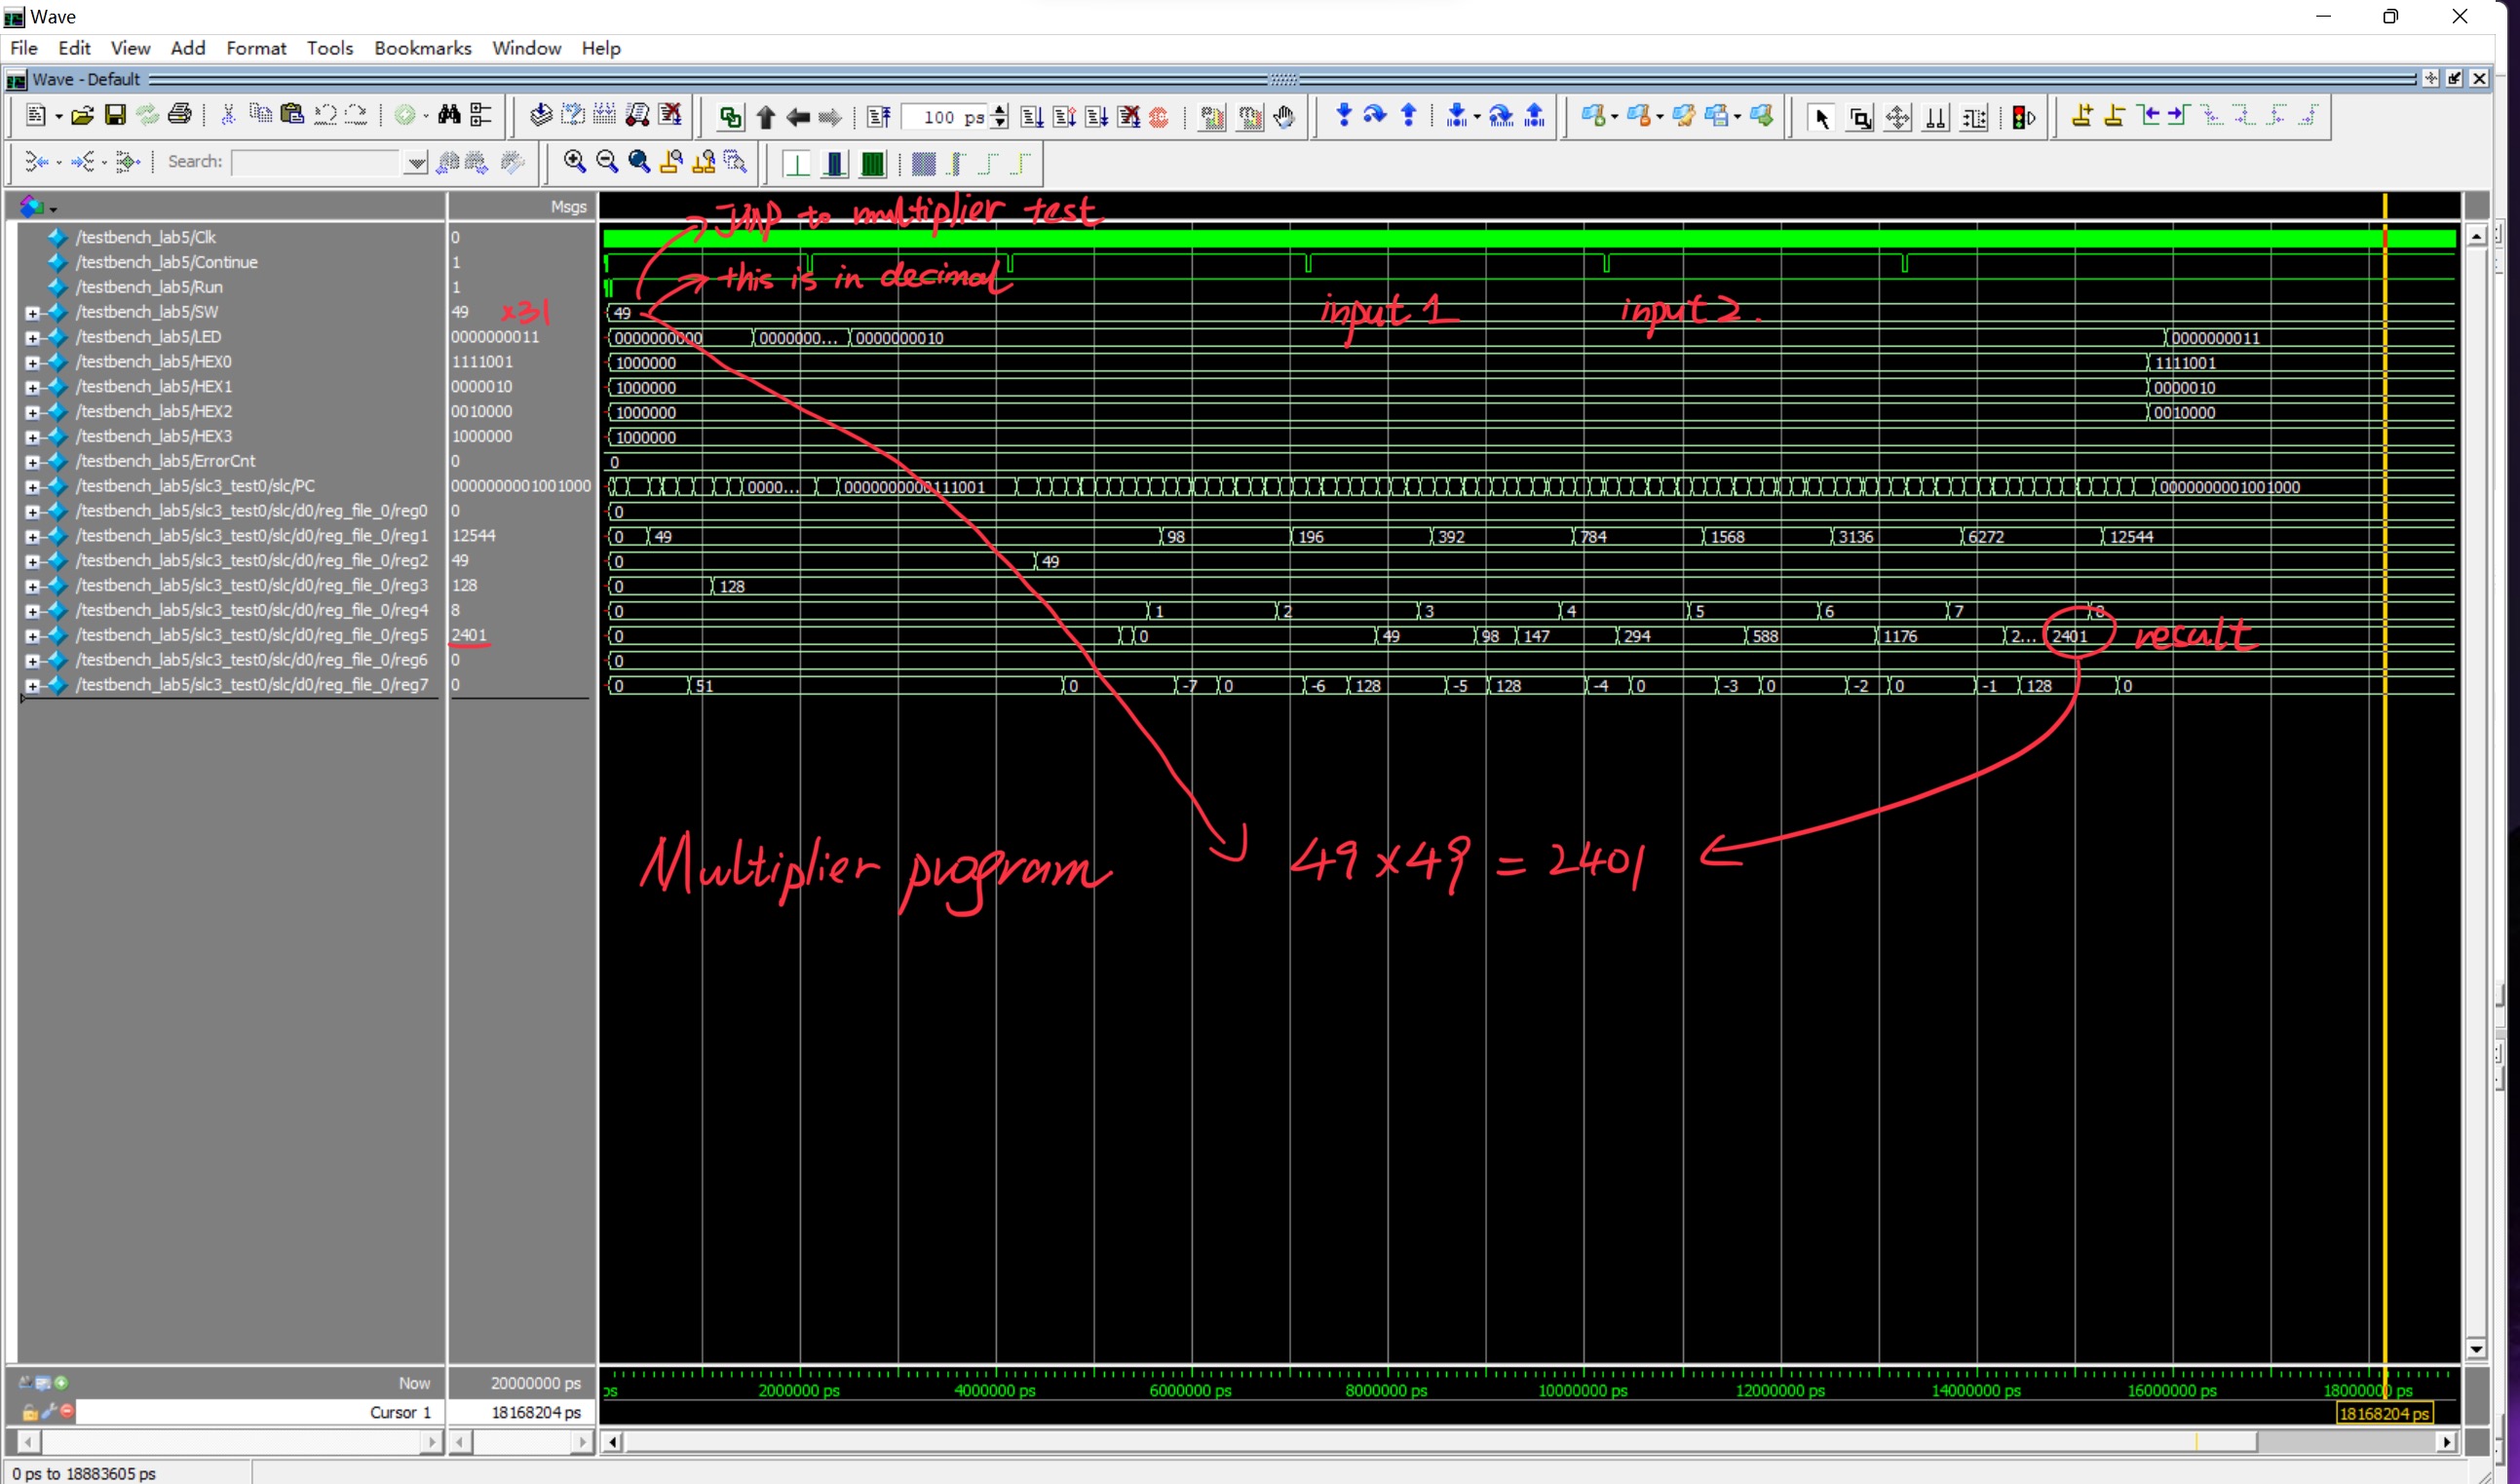 Wave
File Edit View Add Format Tools Bookmarks Window Help
Wave - Default
100 ps
Search:
Msgs
JUMP to multiplier test
/testbench_lab5/Clk 0
/testbench_lab5/Continue 1
this is in decimal
/testbench_lab5/Run 1
/testbench_lab5/SW 49 x31 49 input 1 input 2.
/testbench_lab5/LED 0000000011 0000000000 0000000... 0000000010 0000000011
/testbench_lab5/HEX0 1111001 1000000 1111001
/testbench_lab5/HEX1 0000010 1000000 0000010
/testbench_lab5/HEX2 0010000 1000000 0010000
/testbench_lab5/HEX3 1000000 1000000
/testbench_lab5/ErrorCnt 0 0
/testbench_lab5/slc3_test0/slc/PC 0000000001001000 0000... 0000000000111001 0000000001001000
/testbench_lab5/slc3_test0/slc/d0/reg_file_0/reg0 0 0
/testbench_lab5/slc3_test0/slc/d0/reg_file_0/reg1 12544 0 49 98 196 392 784 1568 3136 6272 12544
/testbench_lab5/slc3_test0/slc/d0/reg_file_0/reg2 49 0 49
/testbench_lab5/slc3_test0/slc/d0/reg_file_0/reg3 128 0 128
/testbench_lab5/slc3_test0/slc/d0/reg_file_0/reg4 8 0 1 2 3 4 5 6 7 8
/testbench_lab5/slc3_test0/slc/d0/reg_file_0/reg5 2401 0 0 49 98 147 294 588 1176 2... 2401 result
/testbench_lab5/slc3_test0/slc/d0/reg_file_0/reg6 0 0
/testbench_lab5/slc3_test0/slc/d0/reg_file_0/reg7 0 0 51 0 -7 0 -6 128 -5 128 -4 0 -3 0 -2 0 -1 128 0
Multiplier program 49 x 49 = 2401
Now 20000000 ps ps 2000000 ps 4000000 ps 6000000 ps 8000000 ps 10000000 ps 12000000 ps 14000000 ps 16000000 ps 18000000 ps
Cursor 1 18168204 ps 18168204 ps
0 ps to 18883605 ps